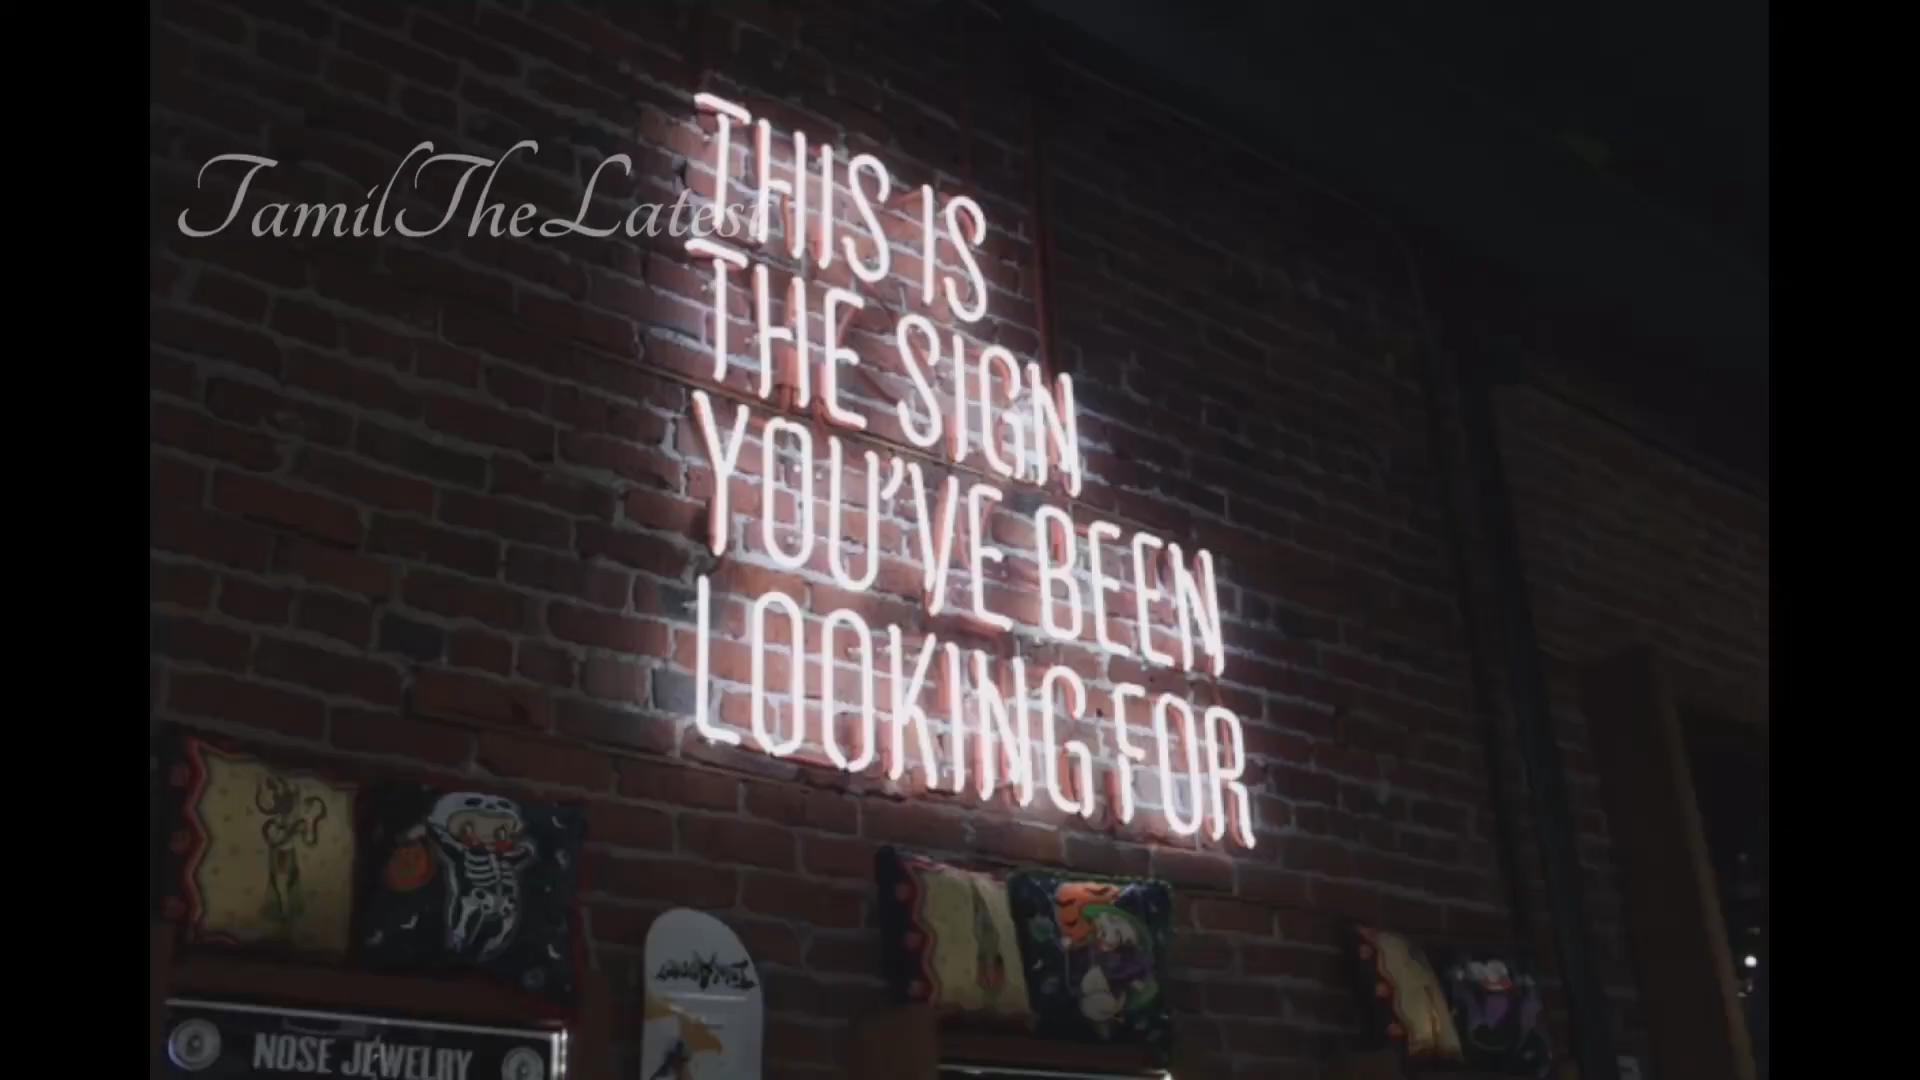 TamilTheLatest
THIS IS
THE SIGN
YOU'VE BEEN
LOOKING FOR
NOSE JEWELRY